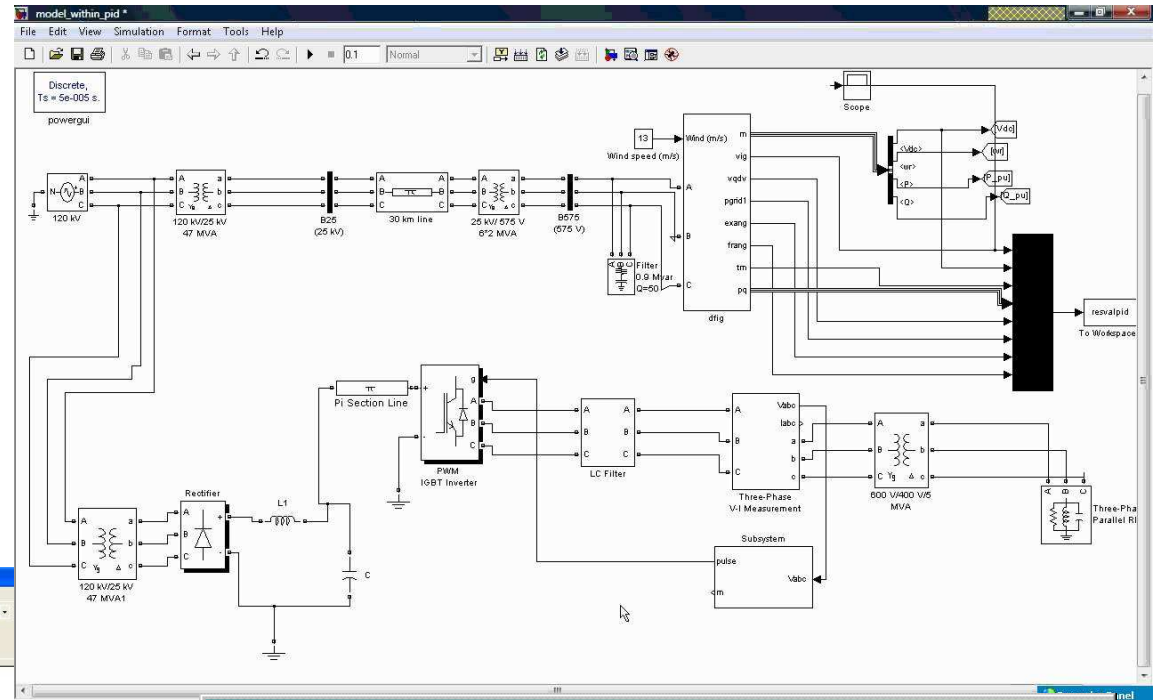 model_within_pid *
File Edit View Simulation Format Tools Help
0.1 Normal
Discrete,
Ts = 5e-005 s.
powergui
Scope
13
Wind speed (m/s)
Wind (m/s)
A
B
C
m
vig
vqdv
pgrid1
exang
frang
tm
pq
dfig
<Vdc>
<wr>
<P>
<Q>
[Vdc]
[wr]
[P_pu]
[Q_pu]
resvalpid
To Workspace
N
A
B
C
120 kV
A a
B b
C Yg Δ c
120 kV/25 kV
47 MVA
B25
(25 kV)
A A
B B
C C
30 km line
A a
B b
C Yg Δ c
25 kV/ 575 V
6*2 MVA
B575
(575 V)
A B C
Filter
0.9 Mvar
Q=50
Pi Section Line
+
-
g
A
B
C
PWM
IGBT Inverter
A A
B B
C C
LC Filter
A
B
C
Vabc
Iabc
a
b
c
Three-Phase
V-I Measurement
A a
B b
C Yg Δ c
600 V/400 V/5
MVA
A B C
Three-Pha
Parallel Rl
Rectifier
A
B
C
+
-
L1
C
A a
B b
C Yg Δ c
120 kV/25 kV
47 MVA1
Subsystem
pulse
m
Vabc